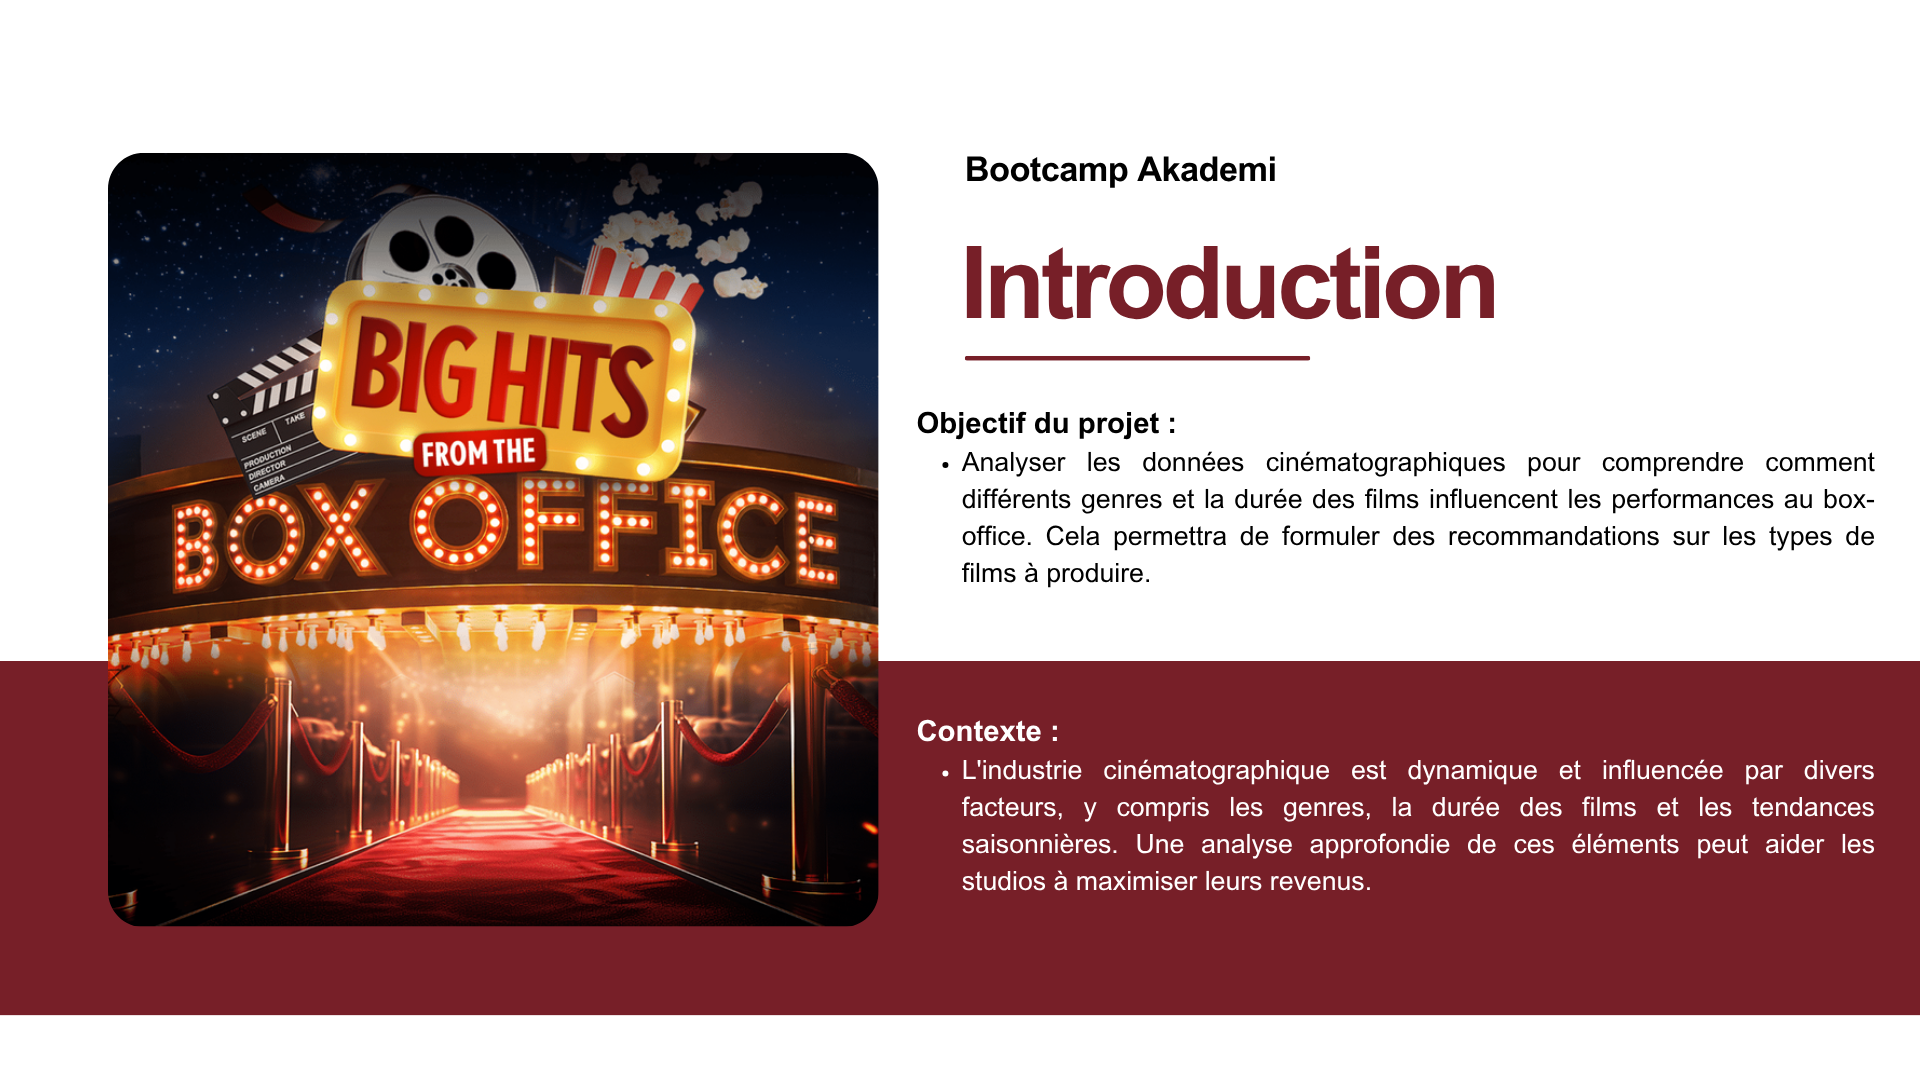 BIG HITS
FROM THE
BOX OFFICE
SCENE TAKE
PRODUCTION
DIRECTOR
CAMERA
Bootcamp Akademi
Introduction
Objectif du projet :
• Analyser les données cinématographiques pour comprendre comment
différents genres et la durée des films influencent les performances au box-
office. Cela permettra de formuler des recommandations sur les types de
films à produire.
Contexte :
• L'industrie cinématographique est dynamique et influencée par divers
facteurs, y compris les genres, la durée des films et les tendances
saisonnières. Une analyse approfondie de ces éléments peut aider les
studios à maximiser leurs revenus.